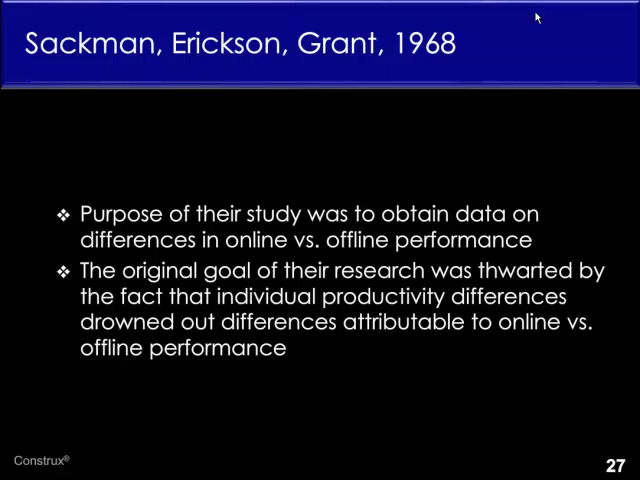 Sackman, Erickson, Grant, 1968
❖ Purpose of their study was to obtain data on
differences in online vs. offline performance
❖ The original goal of their research was thwarted by
the fact that individual productivity differences
drowned out differences attributable to online vs.
offline performance
Construx®
27